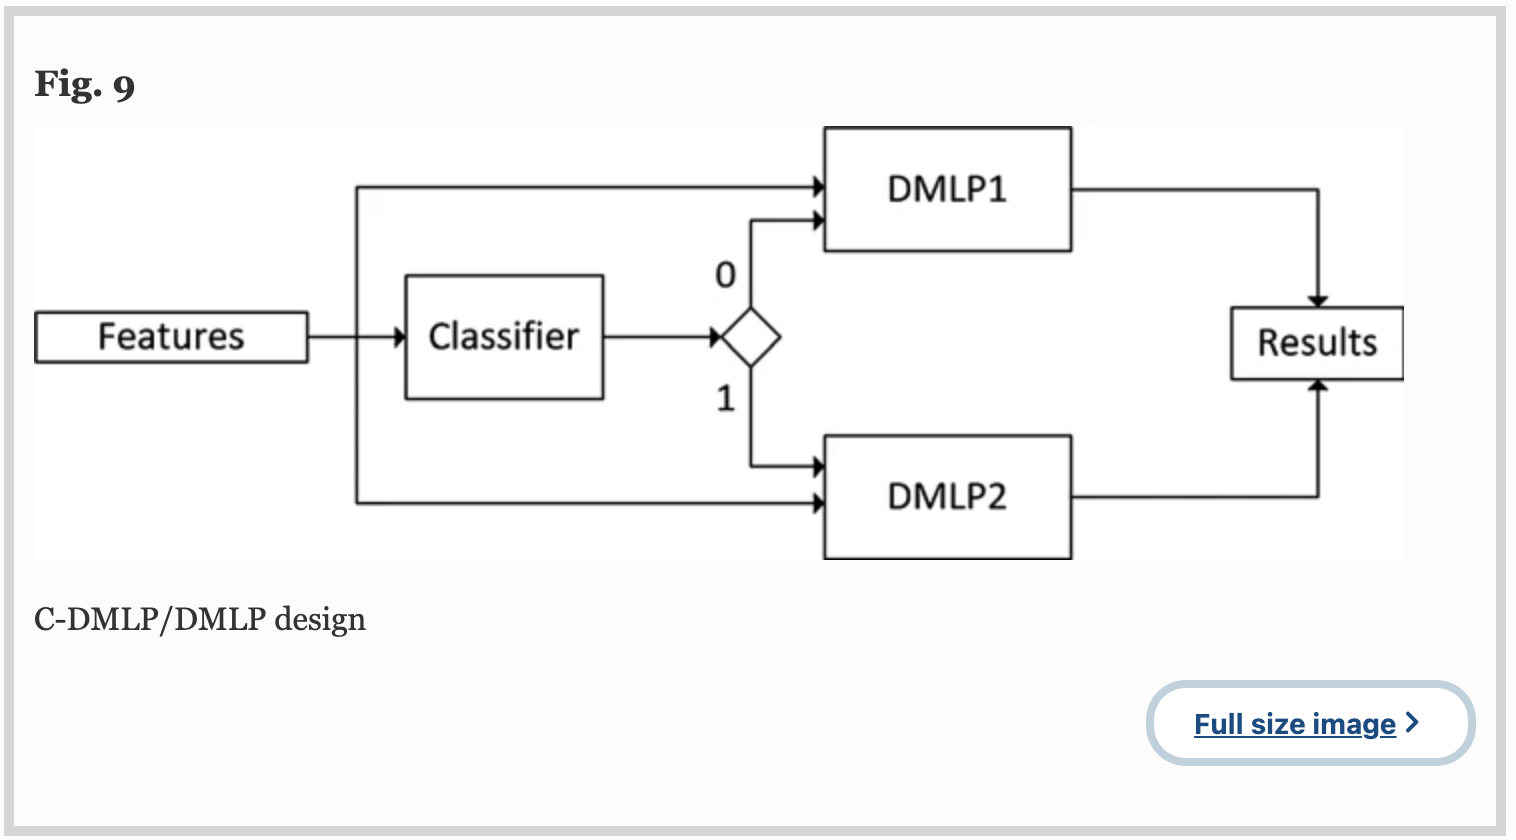 Fig. 9
DMLP1
0
Features
Classifier
Results
1
DMLP2
C-DMLP/DMLP design
Full size image